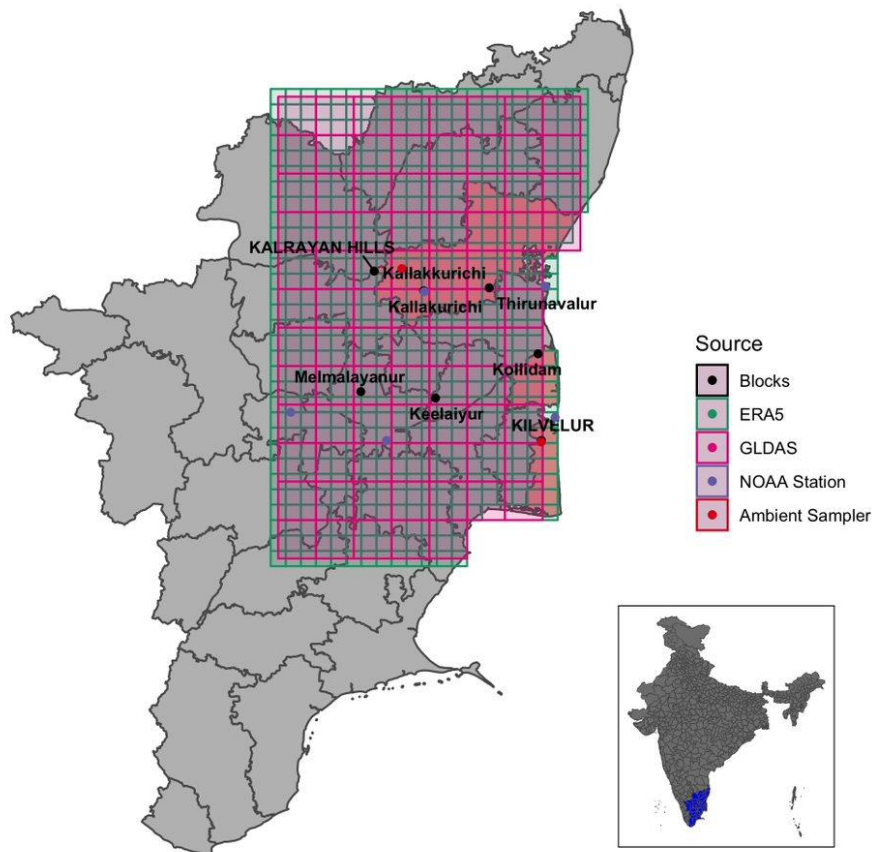 KALRAYAN HILLS
Kallakkurichi
Kallakurichi
Thirunavalur
Kollidam
Melmalayanur
Keelaiyur
KILVELUR
Source
Blocks
ERA5
GLDAS
NOAA Station
Ambient Sampler